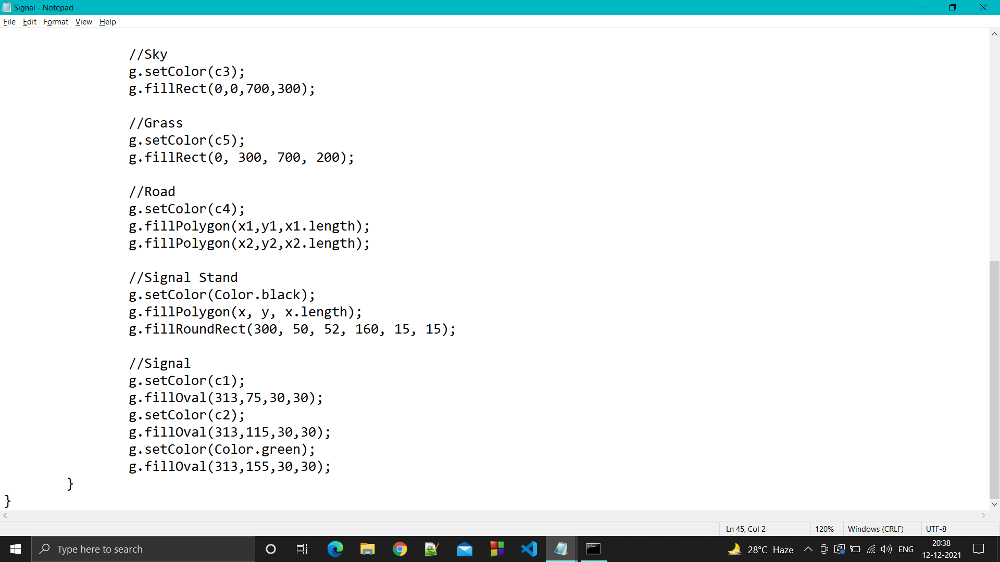 Signal - Notepad
File Edit Format View Help
//Sky
g.setColor(c3);
g.fillRect(0,0,700,300);
//Grass
g.setColor(c5);
g.fillRect(0, 300, 700, 200);
//Road
g.setColor(c4);
g.fillPolygon(x1,y1,x1.length);
g.fillPolygon(x2,y2,x2.length);
//Signal Stand
g.setColor(Color.black);
g.fillPolygon(x, y, x.length);
g.fillRoundRect(300, 50, 52, 160, 15, 15);
//Signal
g.setColor(c1);
g.fillOval(313,75,30,30);
g.setColor(c2);
g.fillOval(313,115,30,30);
g.setColor(Color.green);
g.fillOval(313,155,30,30);
}
}
Ln 45, Col 2 120% Windows (CRLF) UTF-8
Type here to search 28°C Haze ENG 20:38
12-12-2021